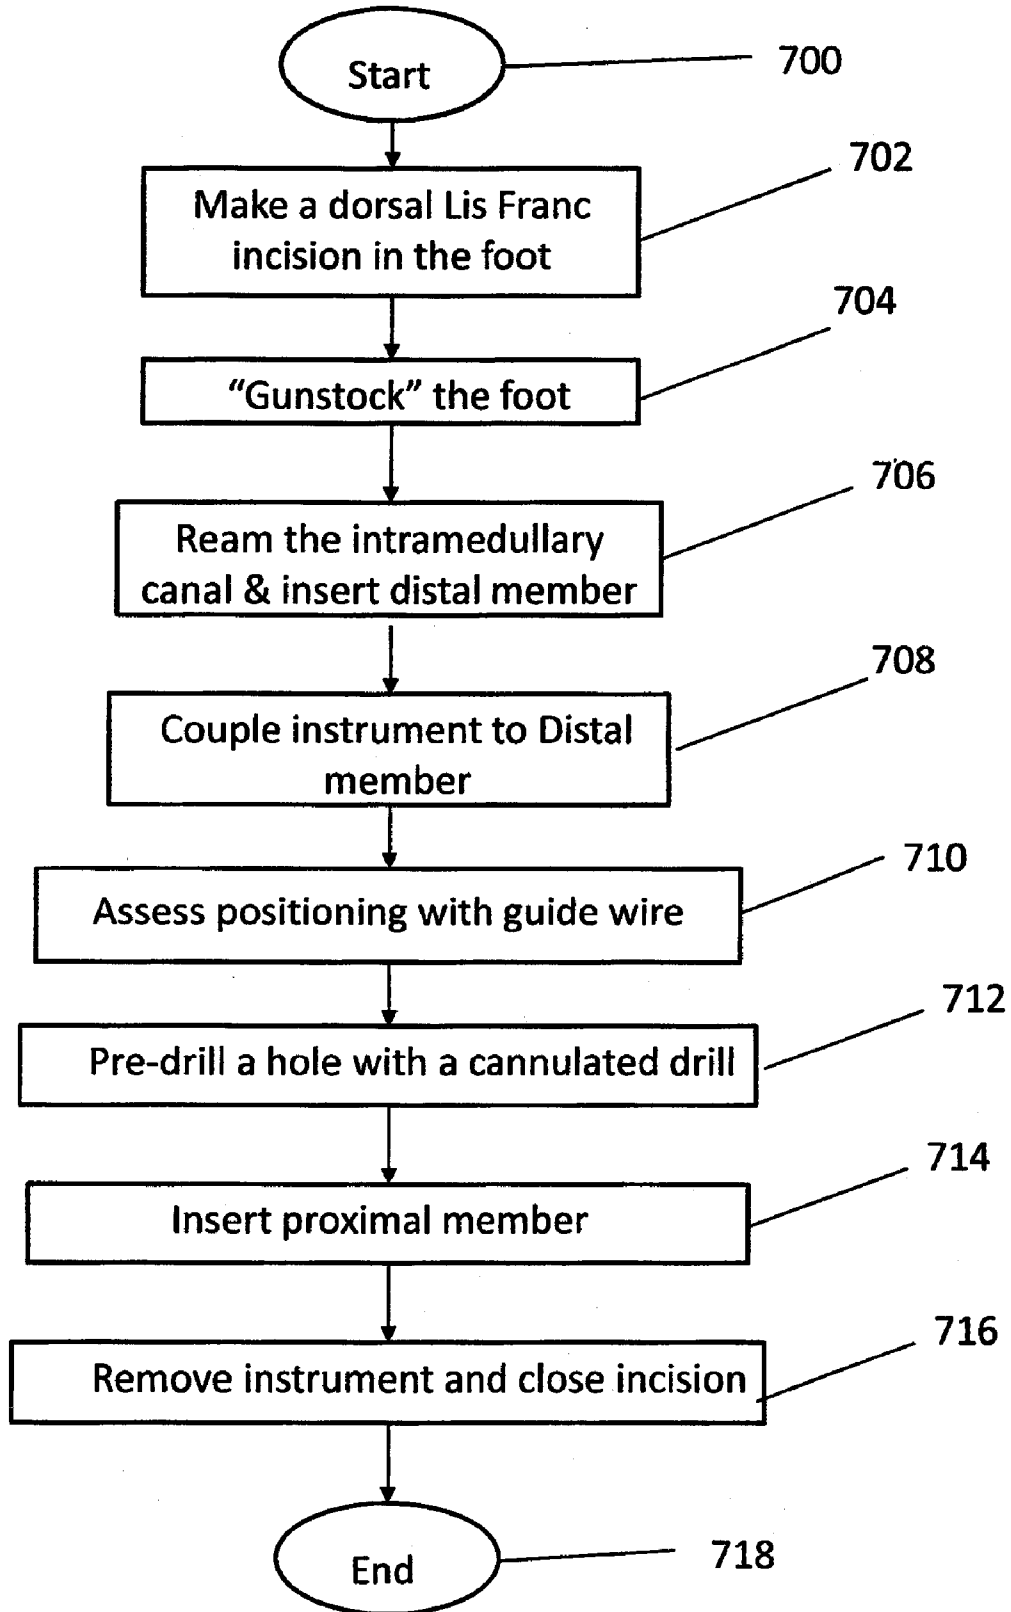 Start
700
702
Make a dorsal Lis Franc
incision in the foot
704
“Gunstock” the foot
706
Ream the intramedullary
canal & insert distal member
708
Couple instrument to Distal
member
710
Assess positioning with guide wire
712
Pre-drill a hole with a cannulated drill
714
Insert proximal member
716
Remove instrument and close incision
718
End